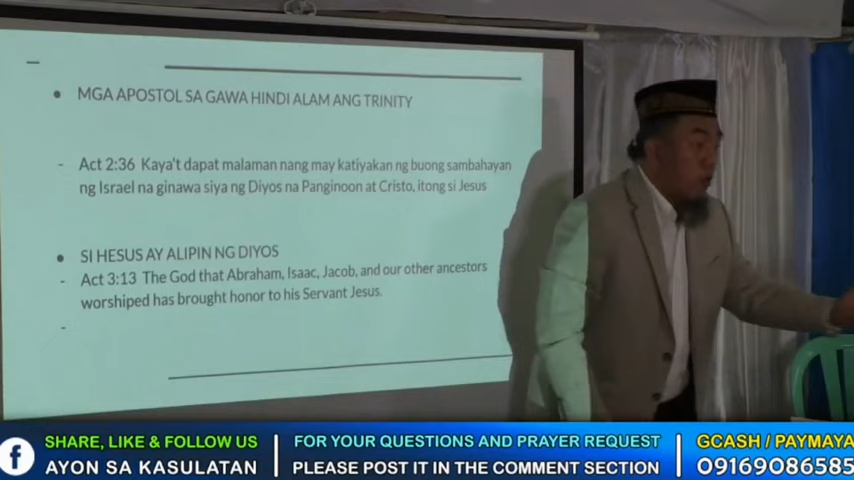 MGA APOSTOL SA GAWA HINDI ALAM ANG TRINITY
- Act 2:36 Kaya't dapat malaman nang may katiyakan ng buong sambahayan
ng Israel na ginawa siya ng Diyos na Panginoon at Cristo, itong si Jesus
SI HESUS AY ALIPIN NG DIYOS
- Act 3:13 The God that Abraham, Isaac, Jacob, and our other ancestors
worshiped has brought honor to his Servant Jesus.
-
SHARE, LIKE & FOLLOW US
AYON SA KASULATAN
FOR YOUR QUESTIONS AND PRAYER REQUEST
PLEASE POST IT IN THE COMMENT SECTION
GCASH / PAYMAYA
09169086585